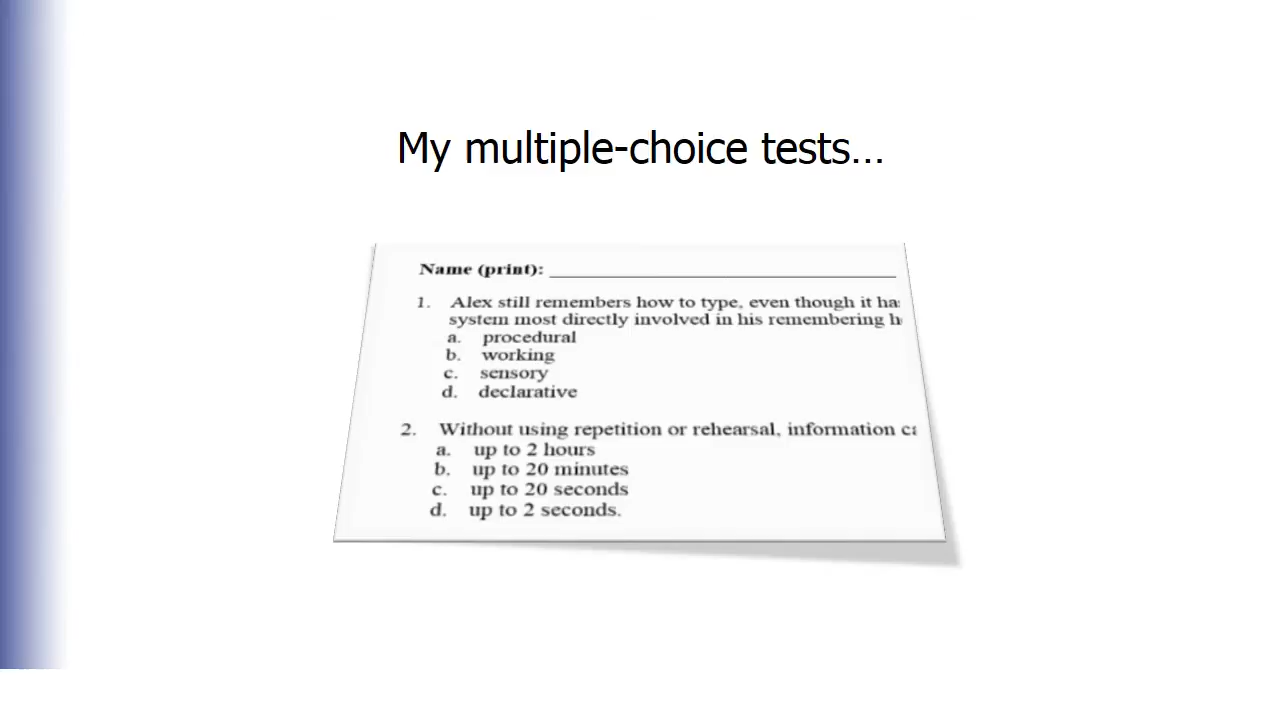 My multiple-choice tests...
Name (print): ____________________
1. Alex still remembers how to type, even though it ha
system most directly involved in his remembering h
a. procedural
b. working
c. sensory
d. declarative
2. Without using repetition or rehearsal, information ca
a. up to 2 hours
b. up to 20 minutes
c. up to 20 seconds
d. up to 2 seconds.